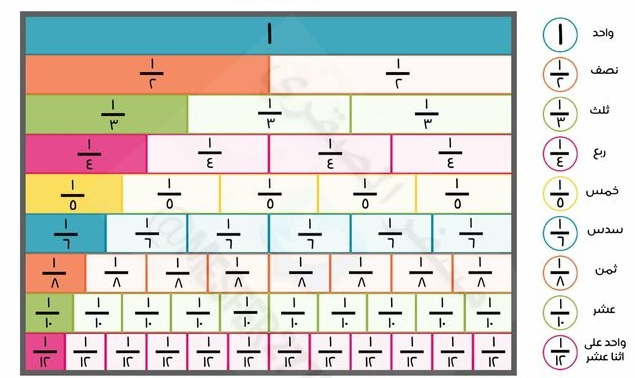 واحد ١ ١
نصف ١/٢ ١/٢ ١/٢
ثلث ١/٣ ١/٣ ١/٣ ١/٣
ربع ١/٤ ١/٤ ١/٤ ١/٤ ١/٤
خمس ١/٥ ١/٥ ١/٥ ١/٥ ١/٥ ١/٥
سدس ١/٦ ١/٦ ١/٦ ١/٦ ١/٦ ١/٦ ١/٦
ثمن ١/٨ ١/٨ ١/٨ ١/٨ ١/٨ ١/٨ ١/٨ ١/٨ ١/٨
عشر ١/١٠ ١/١٠ ١/١٠ ١/١٠ ١/١٠ ١/١٠ ١/١٠ ١/١٠ ١/١٠ ١/١٠ ١/١٠
واحد على
اثنا عشر ١/١٢ ١/١٢ ١/١٢ ١/١٢ ١/١٢ ١/١٢ ١/١٢ ١/١٢ ١/١٢ ١/١٢ ١/١٢ ١/١٢ ١/١٢